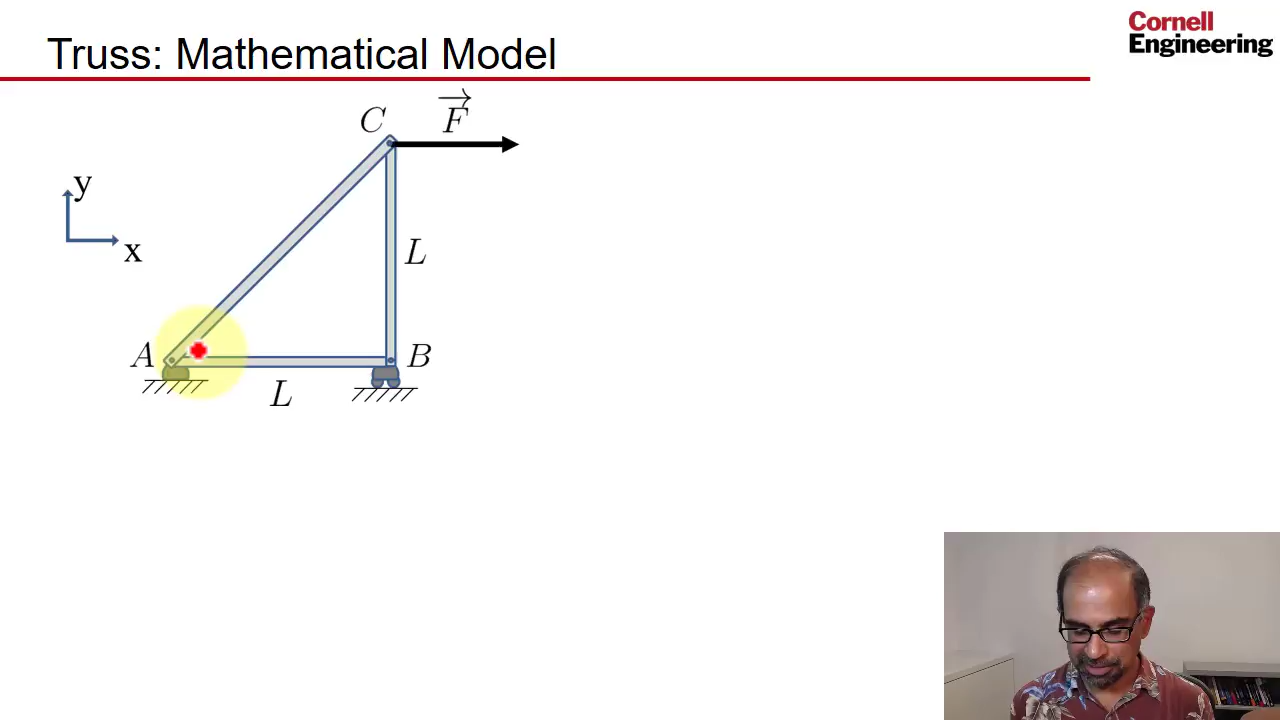 Truss: Mathematical Model
Cornell
Engineering
C
F
y
x
L
A
B
L